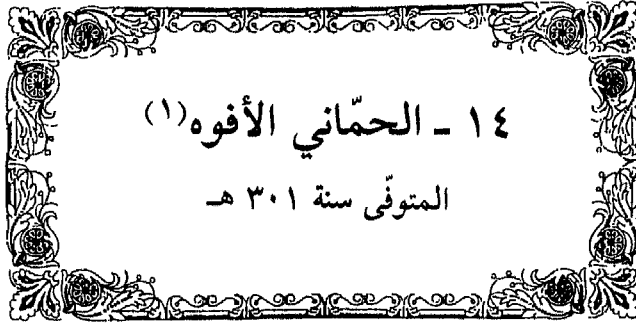 ١٤ ـ الحمّاني الأفوه(١)
المتوفّى سنة ٣٠١ هـ